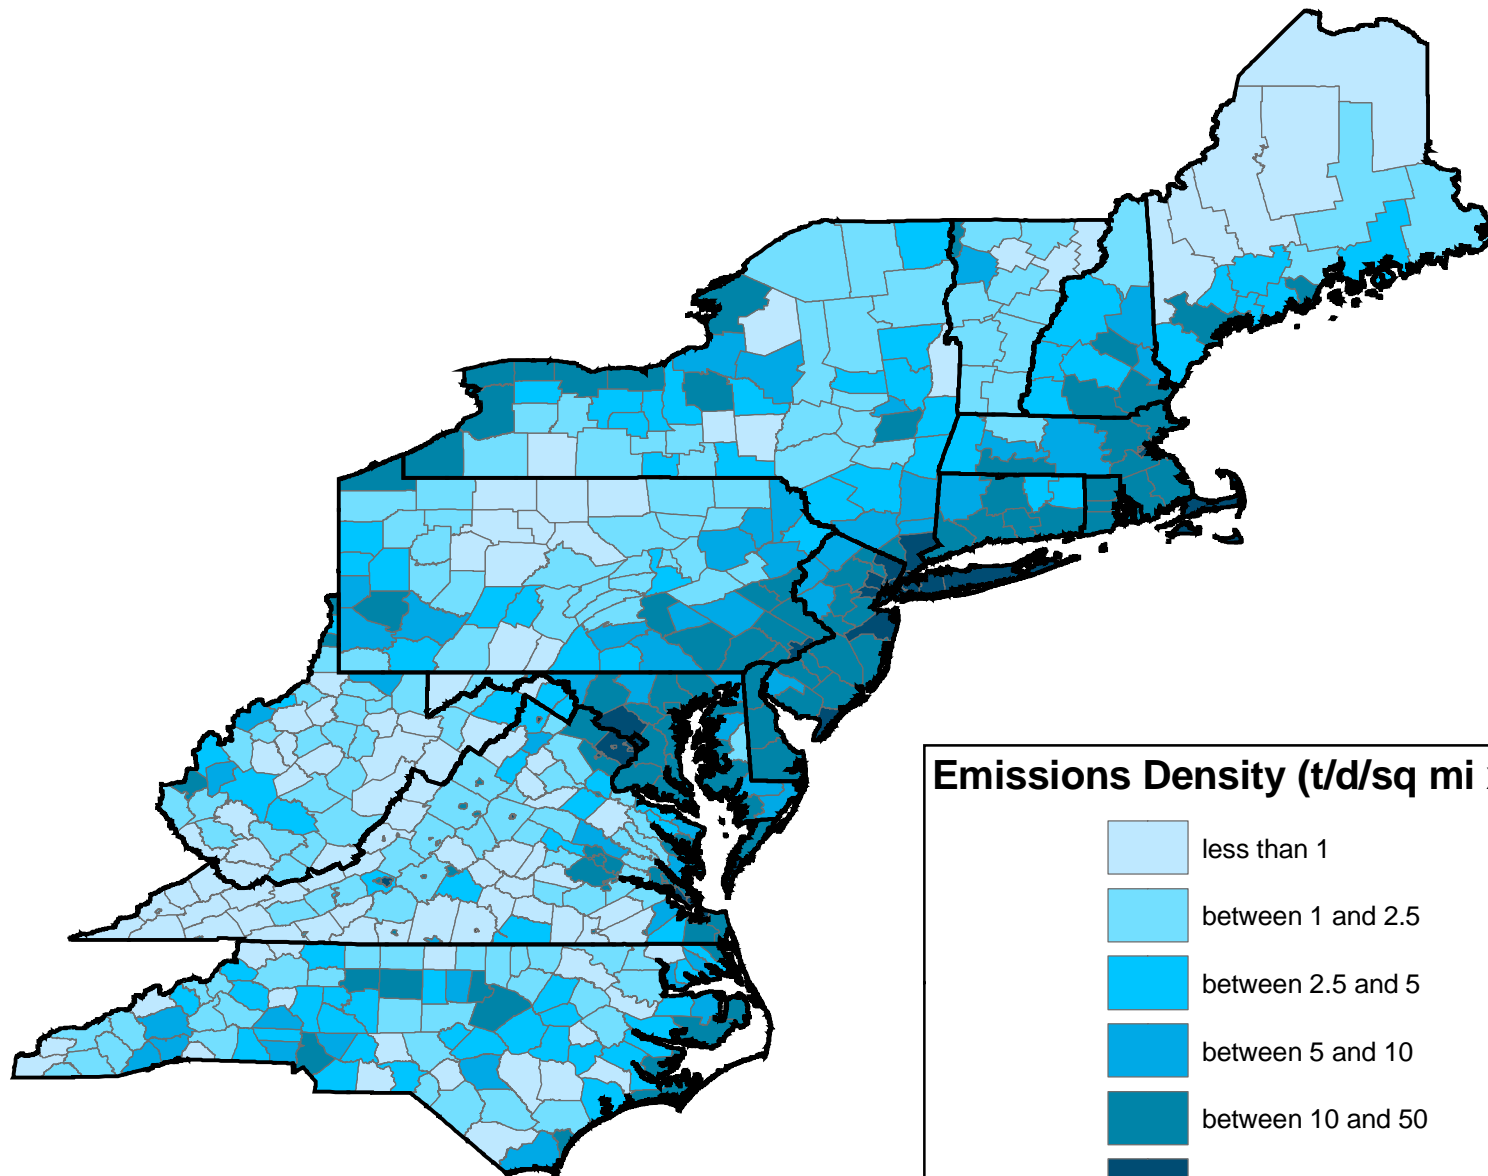 Emissions Density (t/d/sq mi
less than 1
between 1 and 2.5
between 2.5 and 5
between 5 and 10
between 10 and 50